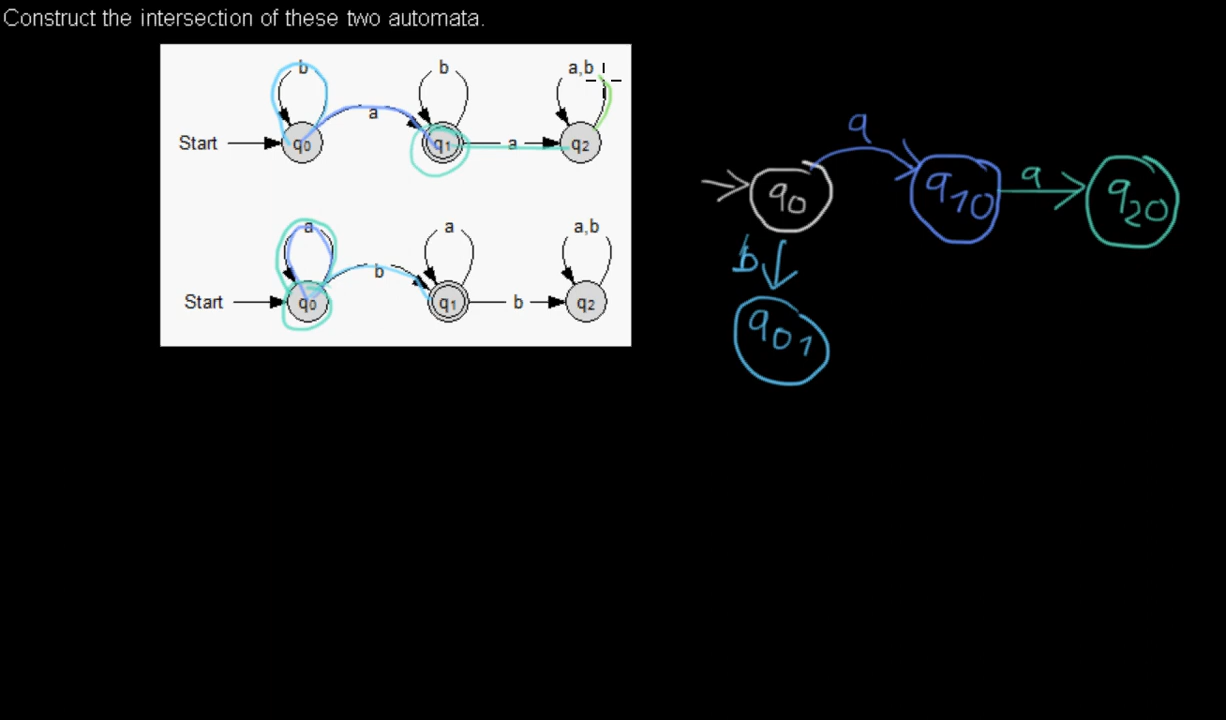 Construct the intersection of these two automata.
b b a,b
a
Start q0 q1 a q2
a a a,b
b
Start q0 q1 b q2
a
q0 q10 a q20
b
q01